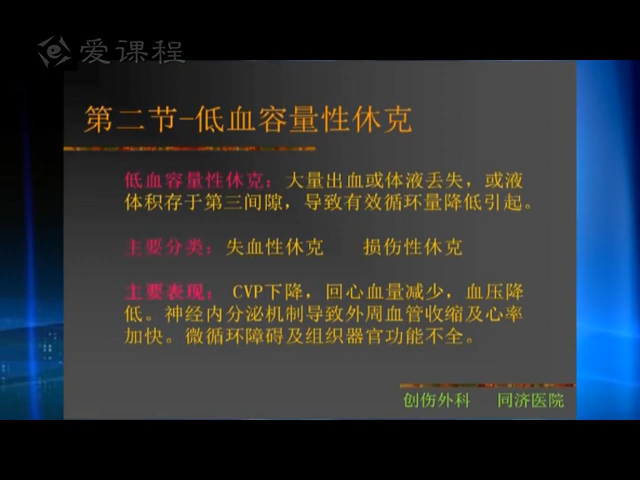 爱课程
第二节-低血容量性休克
低血容量性休克：大量出血或体液丢失，或液
体积存于第三间隙，导致有效循环量降低引起。
主要分类：失血性休克 损伤性休克
主要表现： CVP下降，回心血量减少，血压降
低。神经内分泌机制导致外周血管收缩及心率
加快。微循环障碍及组织器官功能不全。
创伤外科 同济医院